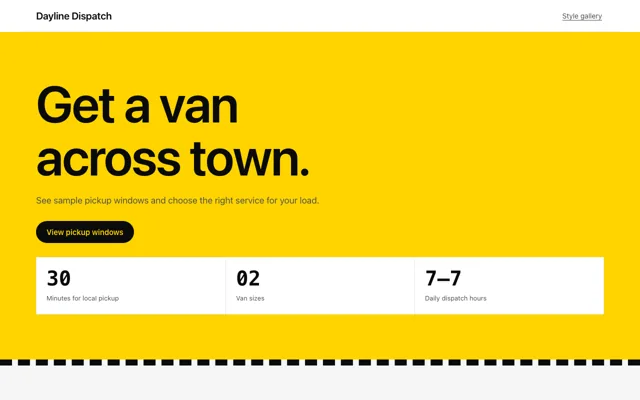 Dayline Dispatch
Style gallery
Get a van
across town.
See sample pickup windows and choose the right service for your load.
View pickup windows
30
Minutes for local pickup
02
Van sizes
7–7
Daily dispatch hours